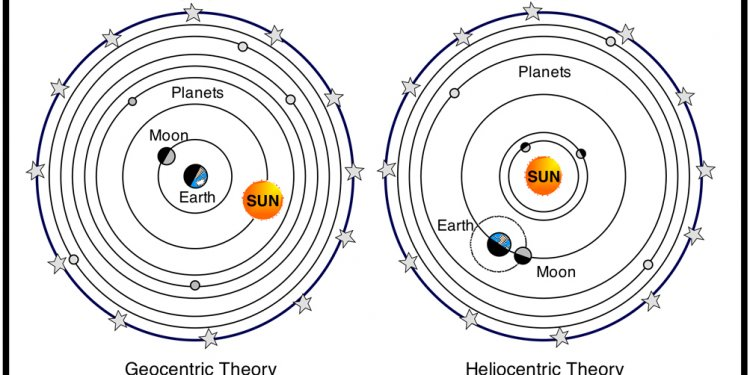 Planets
Moon
Earth
SUN
Geocentric Theory
Planets
SUN
Earth
Moon
Heliocentric Theory